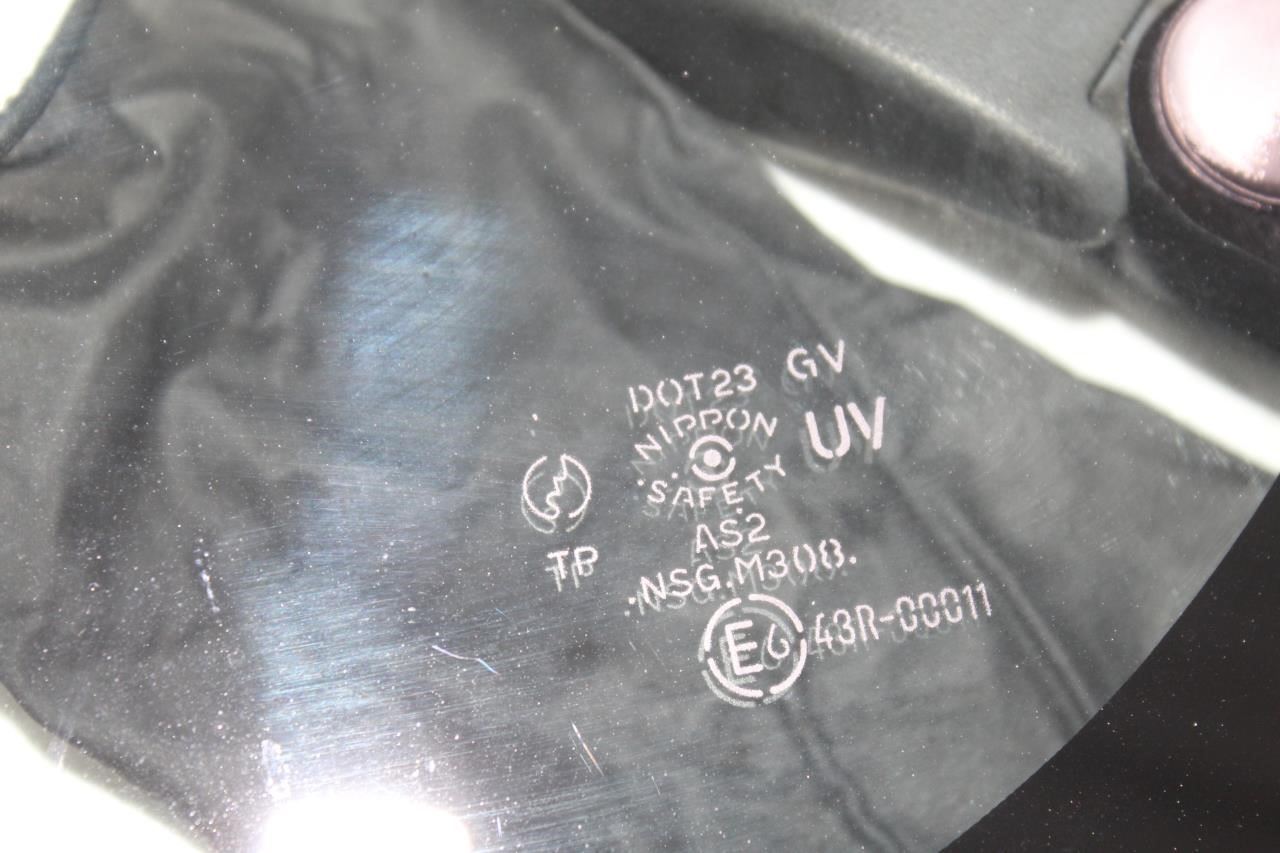 DOT23 GV
NIPPON UV
SAFETY
TP
AS2
.NSG.M308.
E6 43R-00011